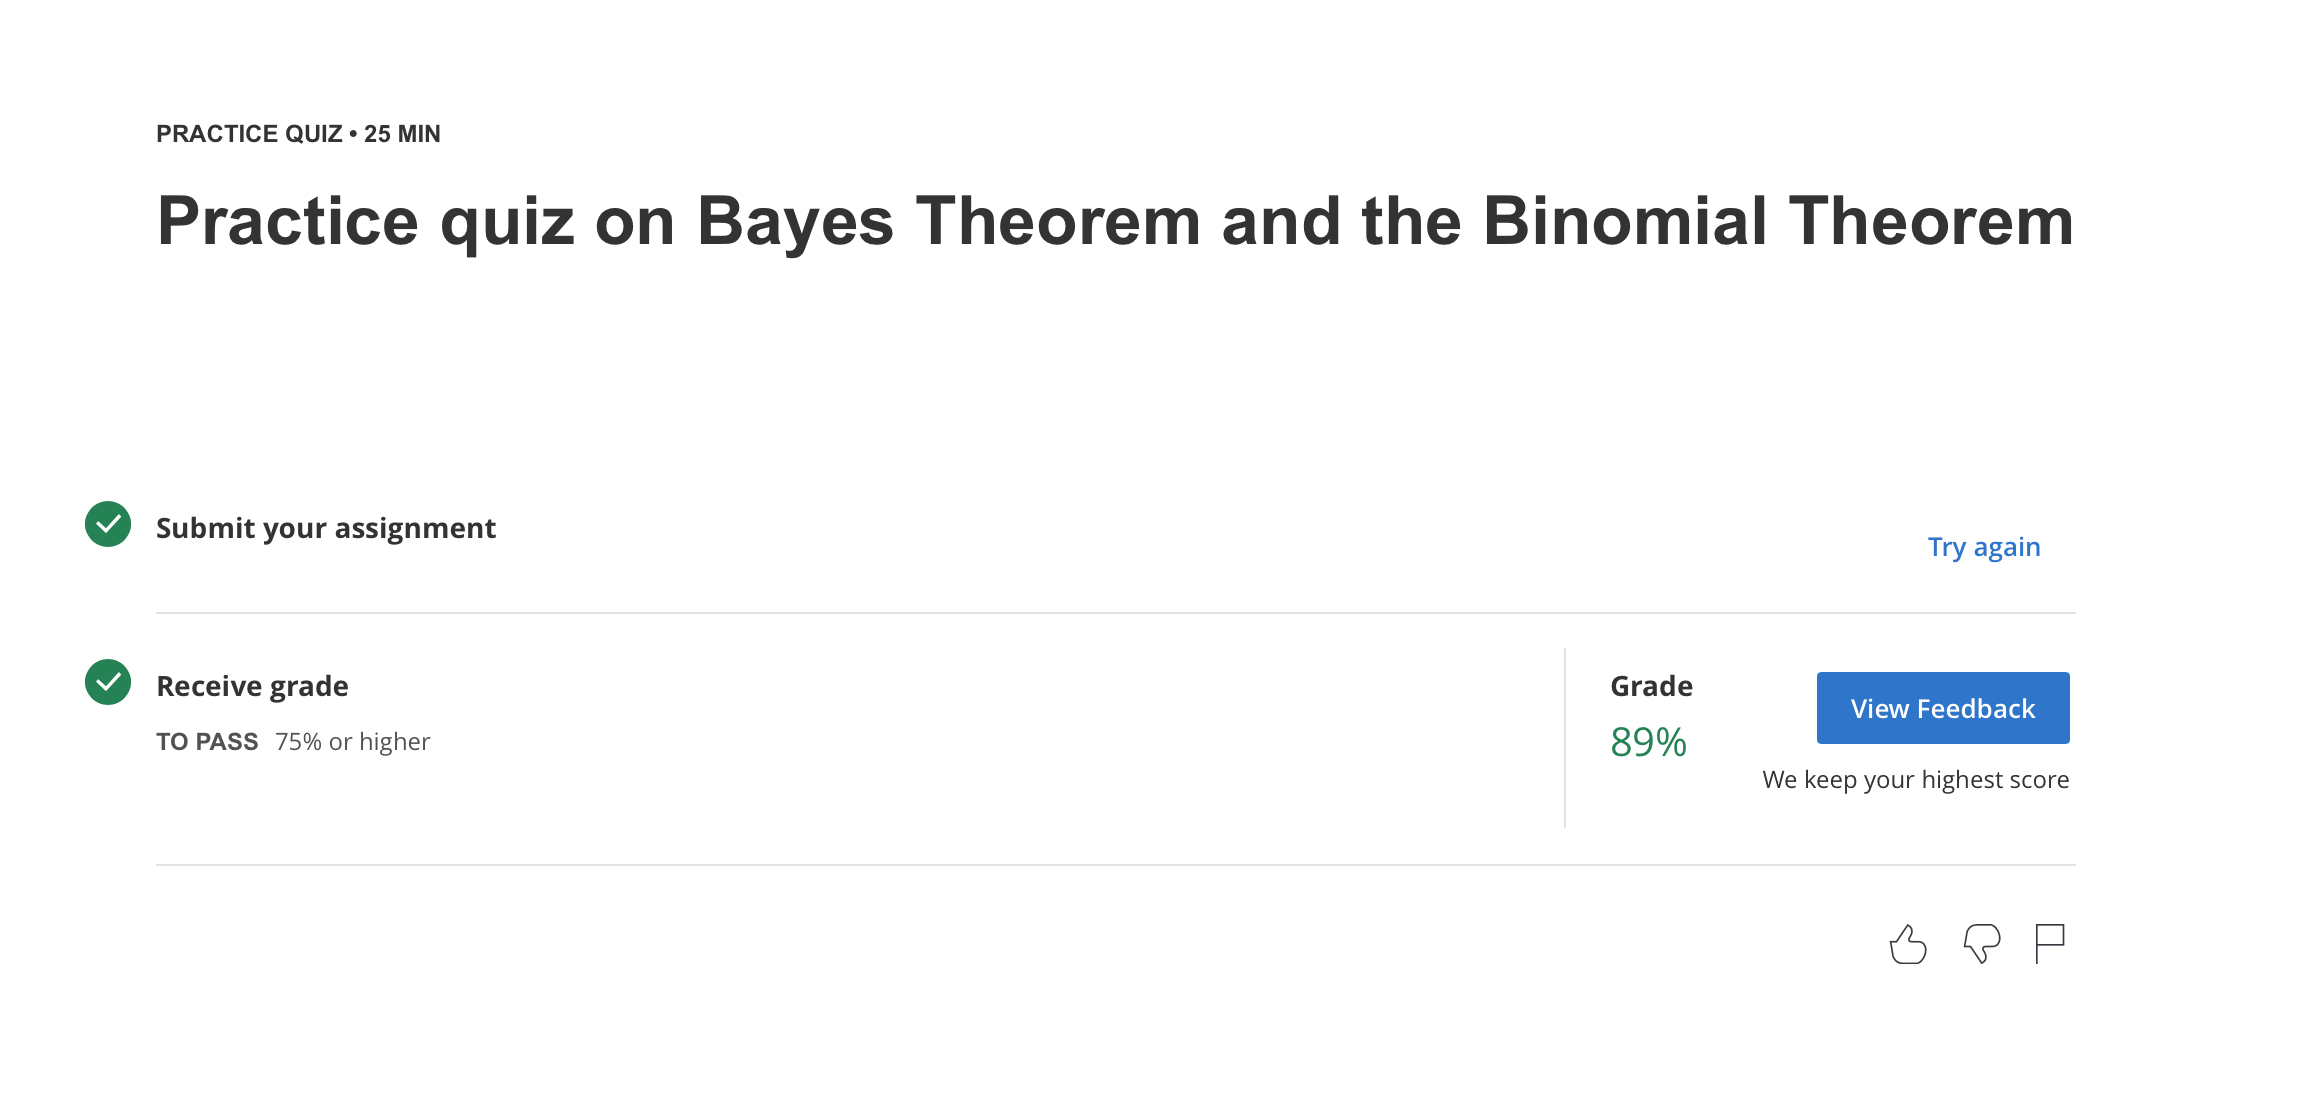 PRACTICE QUIZ • 25 MIN
Practice quiz on Bayes Theorem and the Binomial Theorem
Submit your assignment
Try again
Receive grade
TO PASS 75% or higher
Grade
89%
View Feedback
We keep your highest score